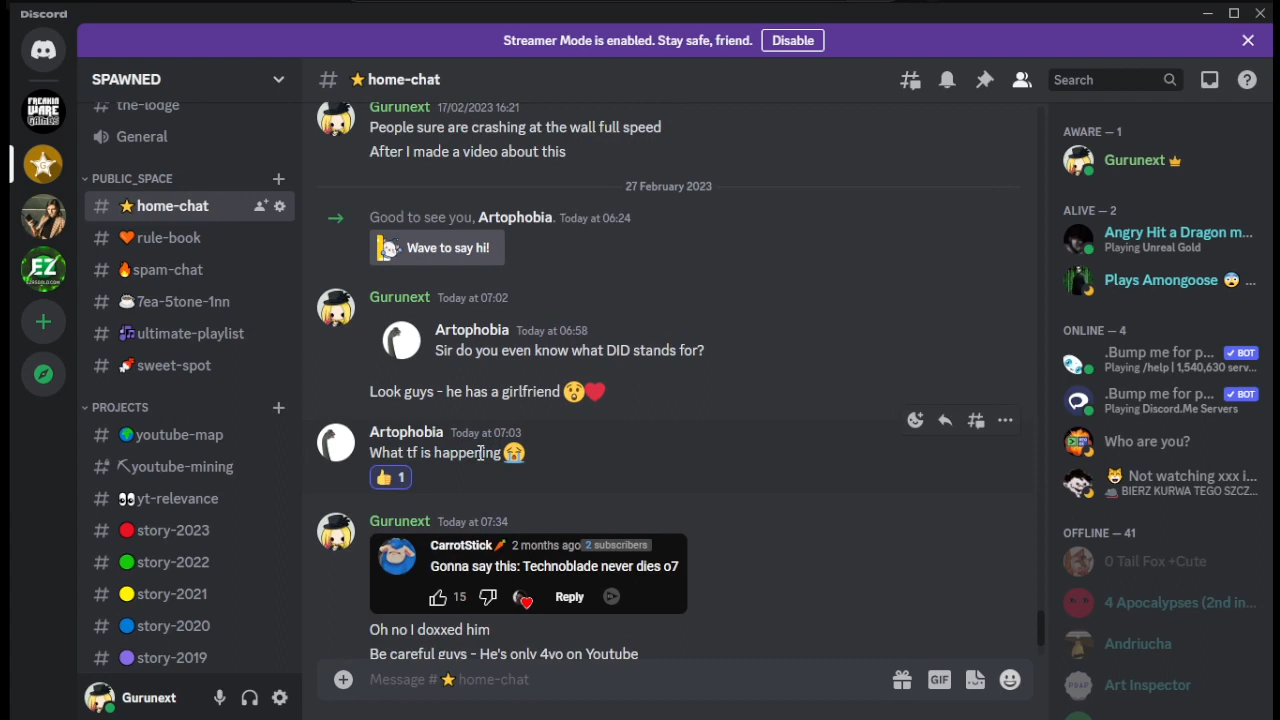 Discord
Streamer Mode is enabled. Stay safe, friend. Disable
SPAWNED
the-lodge
General
PUBLIC_SPACE
⭐home-chat
🧡rule-book
🔥spam-chat
☕7ea-5tone-1nn
🎶ultimate-playlist
🍬sweet-spot
PROJECTS
🌍youtube-map
⛏youtube-mining
👀yt-relevance
🔴story-2023
🟢story-2022
🟡story-2021
🔵story-2020
🟣story-2019
Gurunext
FREAKIN
WARE
GAMES
EZ
# ⭐home-chat
Search
Gurunext 17/02/2023 16:21
People sure are crashing at the wall full speed
After I made a video about this
27 February 2023
Good to see you, Artophobia. Today at 06:24
Wave to say hi!
Gurunext Today at 07:02
Artophobia Today at 06:58
Sir do you even know what DID stands for?
Look guys - he has a girlfriend 😲❤️
Artophobia Today at 07:03
What tf is happening 😭
👍 1
Gurunext Today at 07:34
CarrotStick🥕 2 months ago 2 subscribers
Gonna say this: Technoblade never dies o7
15 Reply
Oh no I doxxed him
Be careful guys - He's only 4yo on Youtube
Message #⭐home-chat
GIF
AWARE — 1
Gurunext
ALIVE — 2
Angry Hit a Dragon m...
Playing Unreal Gold
Plays Amongoose 😨 ...
ONLINE — 4
.Bump me for p... ✓ BOT
Playing /help | 1,540,630 serv...
.Bump me for p... ✓ BOT
Playing Discord.Me Servers
Who are you?
😼 Not watching xxx i...
BIERZ KURWA TEGO SZCZ...
OFFLINE — 41
0 Tail Fox +Cute
4 Apocalypses (2nd in...
Andriucha
Art Inspector